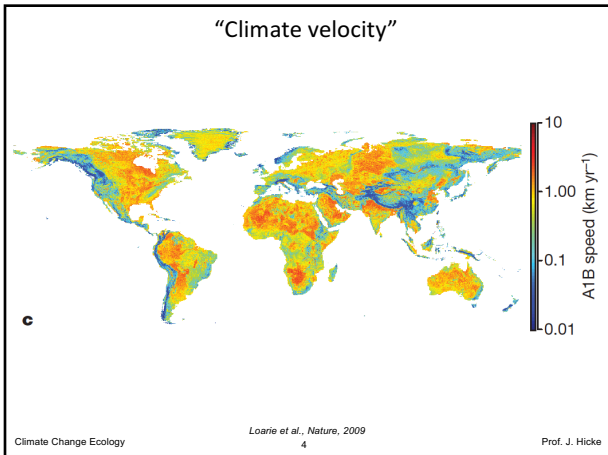 “Climate velocity”
10
1.00
0.1
0.01
A1B speed (km yr⁻¹)
c
Loarie et al., Nature, 2009
Climate Change Ecology
4
Prof. J. Hicke